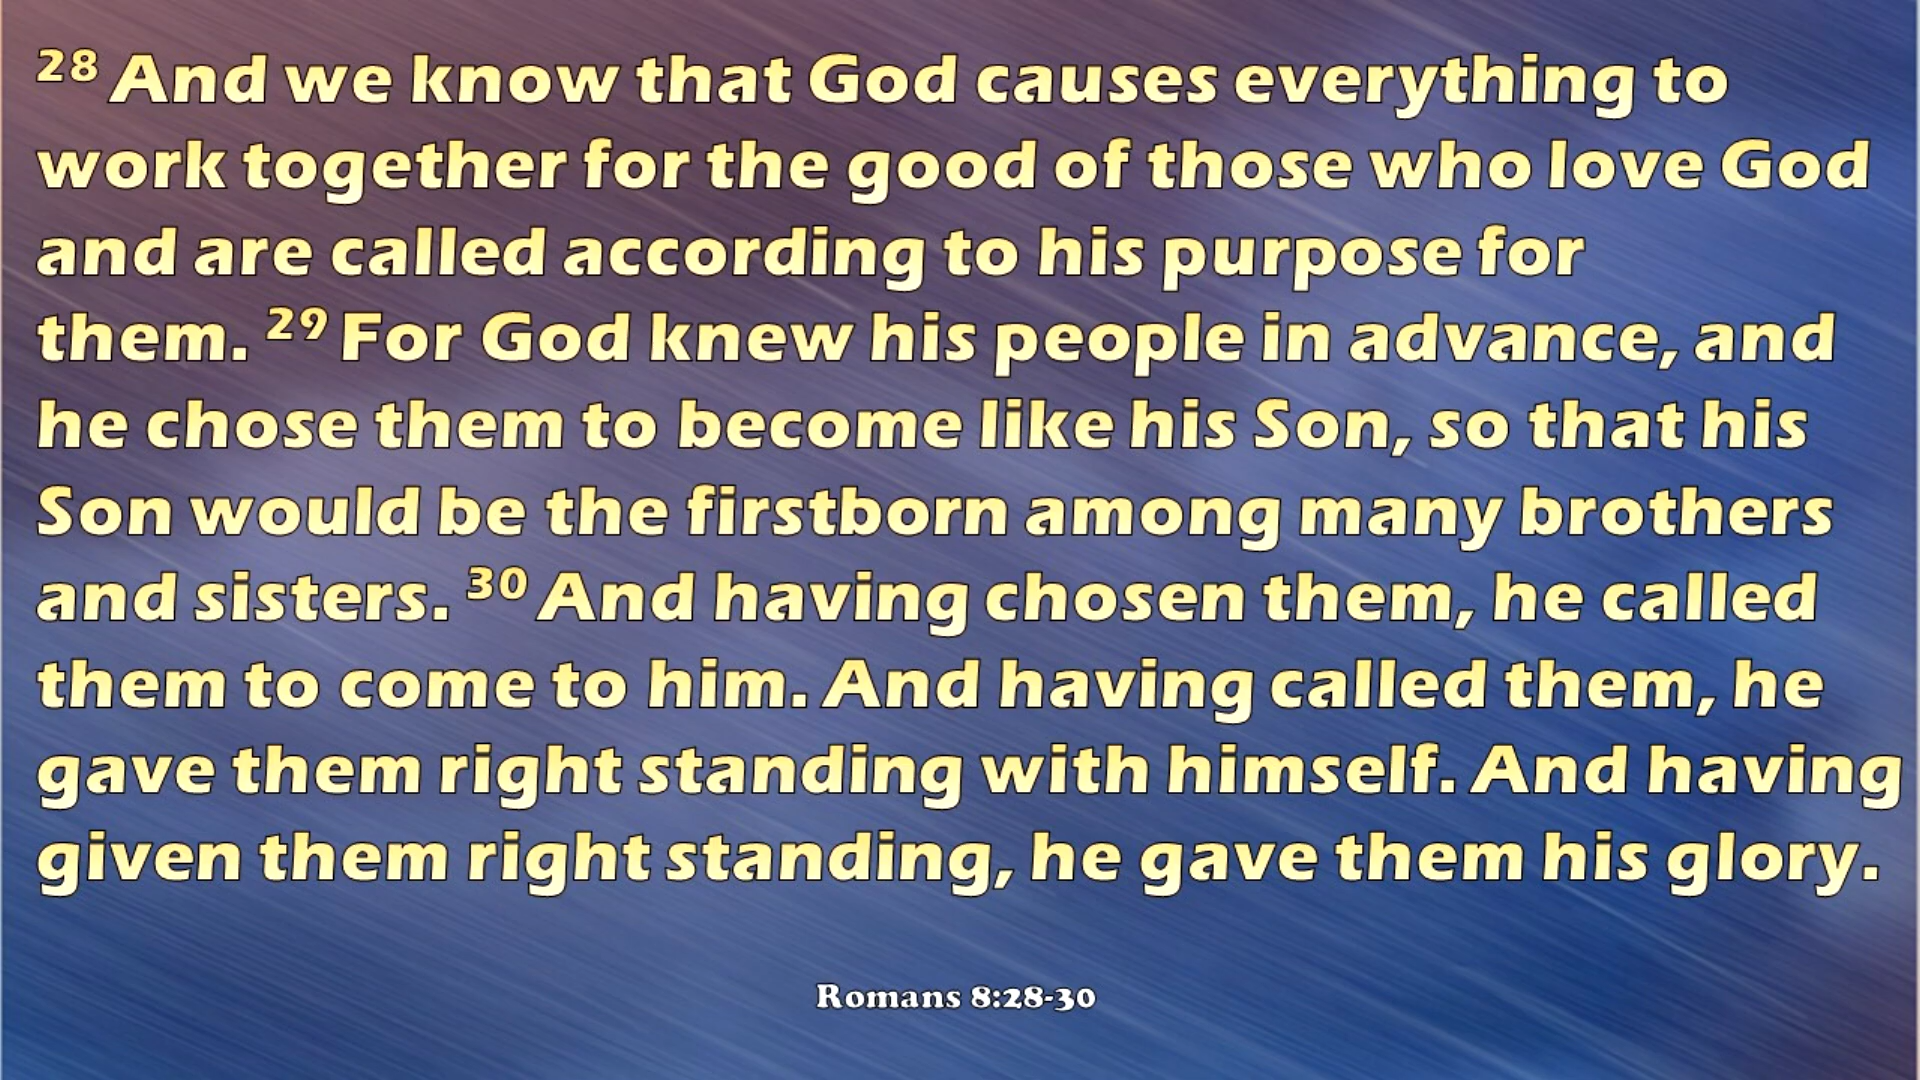 28 And we know that God causes everything to
work together for the good of those who love God
and are called according to his purpose for
them. 29 For God knew his people in advance, and
he chose them to become like his Son, so that his
Son would be the firstborn among many brothers
and sisters. 30 And having chosen them, he called
them to come to him. And having called them, he
gave them right standing with himself. And having
given them right standing, he gave them his glory.
Romans 8:28-30